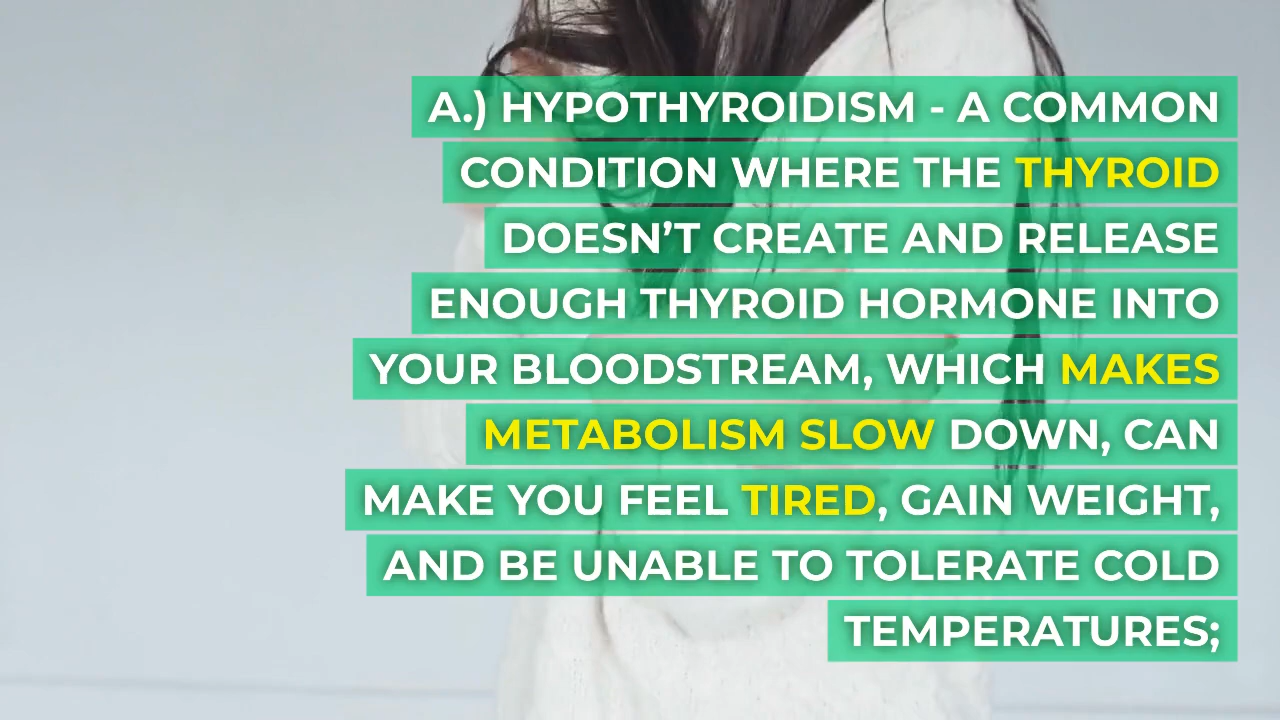 A.) HYPOTHYROIDISM - A COMMON
CONDITION WHERE THE THYROID
DOESN’T CREATE AND RELEASE
ENOUGH THYROID HORMONE INTO
YOUR BLOODSTREAM, WHICH MAKES
METABOLISM SLOW DOWN, CAN
MAKE YOU FEEL TIRED, GAIN WEIGHT,
AND BE UNABLE TO TOLERATE COLD
TEMPERATURES;